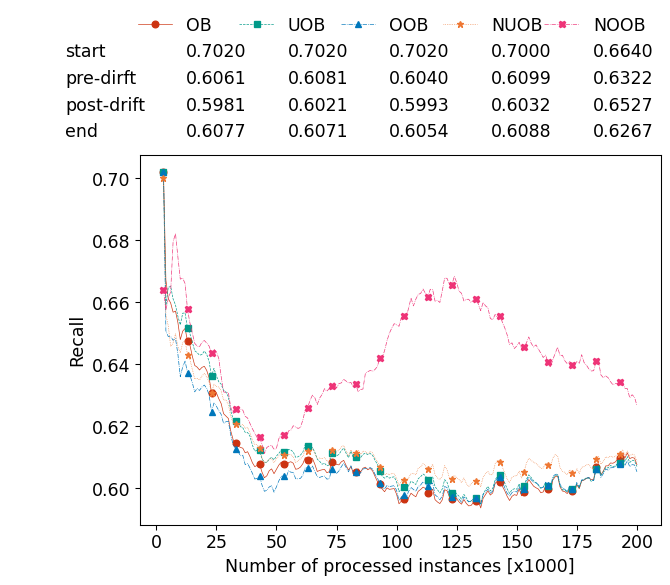 OB UOB OOB NUOB NOOB
start 0.7020 0.7020 0.7020 0.7000 0.6640
pre-dirft 0.6061 0.6081 0.6040 0.6099 0.6322
post-drift 0.5981 0.6021 0.5993 0.6032 0.6527
end 0.6077 0.6071 0.6054 0.6088 0.6267
0.70
0.68
0.66
0.64
0.62
0.60
Recall
0 25 50 75 100 125 150 175 200
Number of processed instances [x1000]